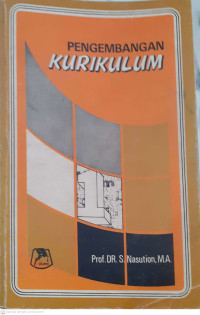 PENGEMBANGAN
KURIKULUM
Prof. DR. S. Nasution, M.A.